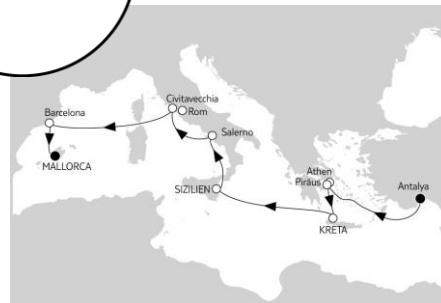 Civitavecchia
Rom
Barcelona
Salerno
MALLORCA
Athen
Piräus
Antalya
SIZILIEN
KRETA